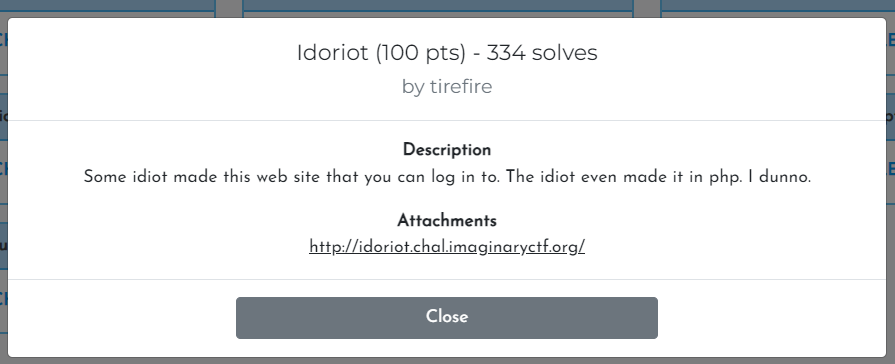 Idoriot (100 pts) - 334 solves
by tirefire
Description
Some idiot made this web site that you can log in to. The idiot even made it in php. I dunno.
Attachments
http://idoriot.chal.imaginaryctf.org/
Close